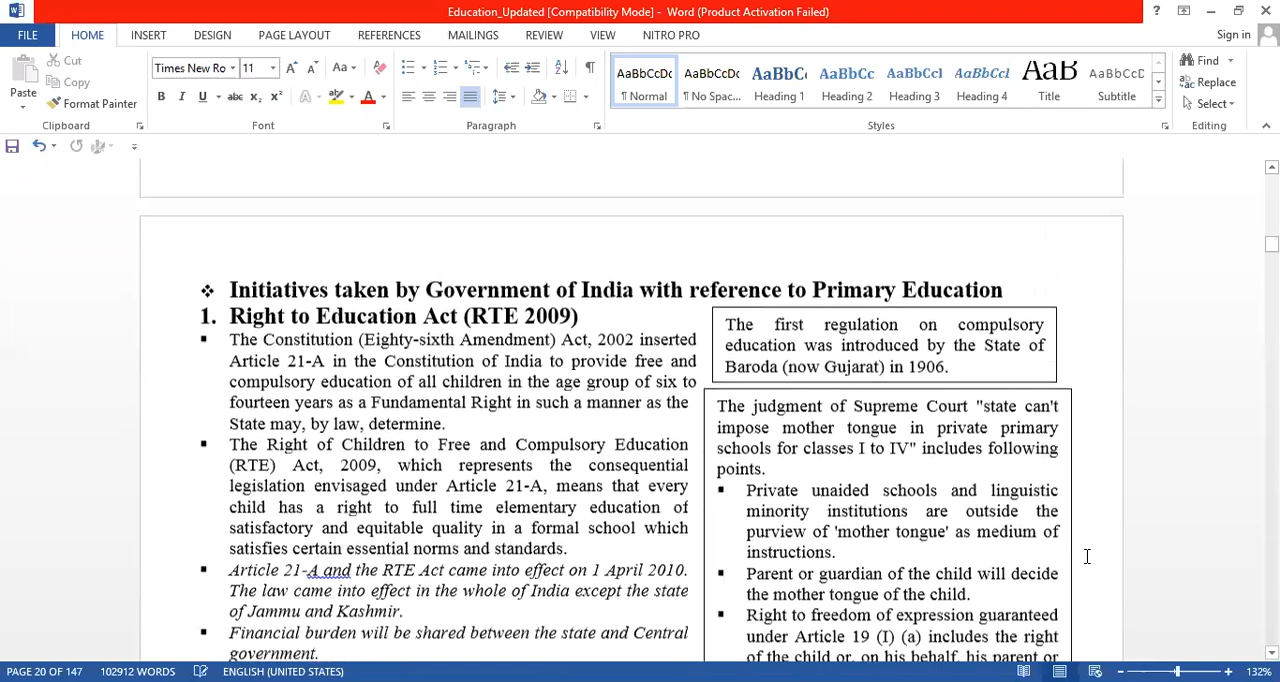 Education_Updated [Compatibility Mode] - Word (Product Activation Failed)
FILE HOME INSERT DESIGN PAGE LAYOUT REFERENCES MAILINGS REVIEW VIEW NITRO PRO Sign in
Paste
Cut
Copy
Format Painter
Clipboard
Times New Ro 11
Font
Paragraph
AaBbCcDc AaBbCcDc AaBbC AaBbCc AaBbCcI AaBbCcI AaB AaBbCcD
¶ Normal ¶ No Spac... Heading 1 Heading 2 Heading 3 Heading 4 Title Subtitle
Styles
Find
Replace
Select
Editing
❖ Initiatives taken by Government of India with reference to Primary Education
1. Right to Education Act (RTE 2009)
▪ The Constitution (Eighty-sixth Amendment) Act, 2002 inserted
Article 21-A in the Constitution of India to provide free and
compulsory education of all children in the age group of six to
fourteen years as a Fundamental Right in such a manner as the
State may, by law, determine.
▪ The Right of Children to Free and Compulsory Education
(RTE) Act, 2009, which represents the consequential
legislation envisaged under Article 21-A, means that every
child has a right to full time elementary education of
satisfactory and equitable quality in a formal school which
satisfies certain essential norms and standards.
▪ Article 21-A and the RTE Act came into effect on 1 April 2010.
The law came into effect in the whole of India except the state
of Jammu and Kashmir.
▪ Financial burden will be shared between the state and Central
government.
The first regulation on compulsory
education was introduced by the State of
Baroda (now Gujarat) in 1906.
The judgment of Supreme Court "state can't
impose mother tongue in private primary
schools for classes I to IV" includes following
points.
▪ Private unaided schools and linguistic
minority institutions are outside the
purview of 'mother tongue' as medium of
instructions.
▪ Parent or guardian of the child will decide
the mother tongue of the child.
▪ Right to freedom of expression guaranteed
under Article 19 (I) (a) includes the right
of the child or, on his behalf, his parent or
PAGE 20 OF 147 102912 WORDS ENGLISH (UNITED STATES) 132%